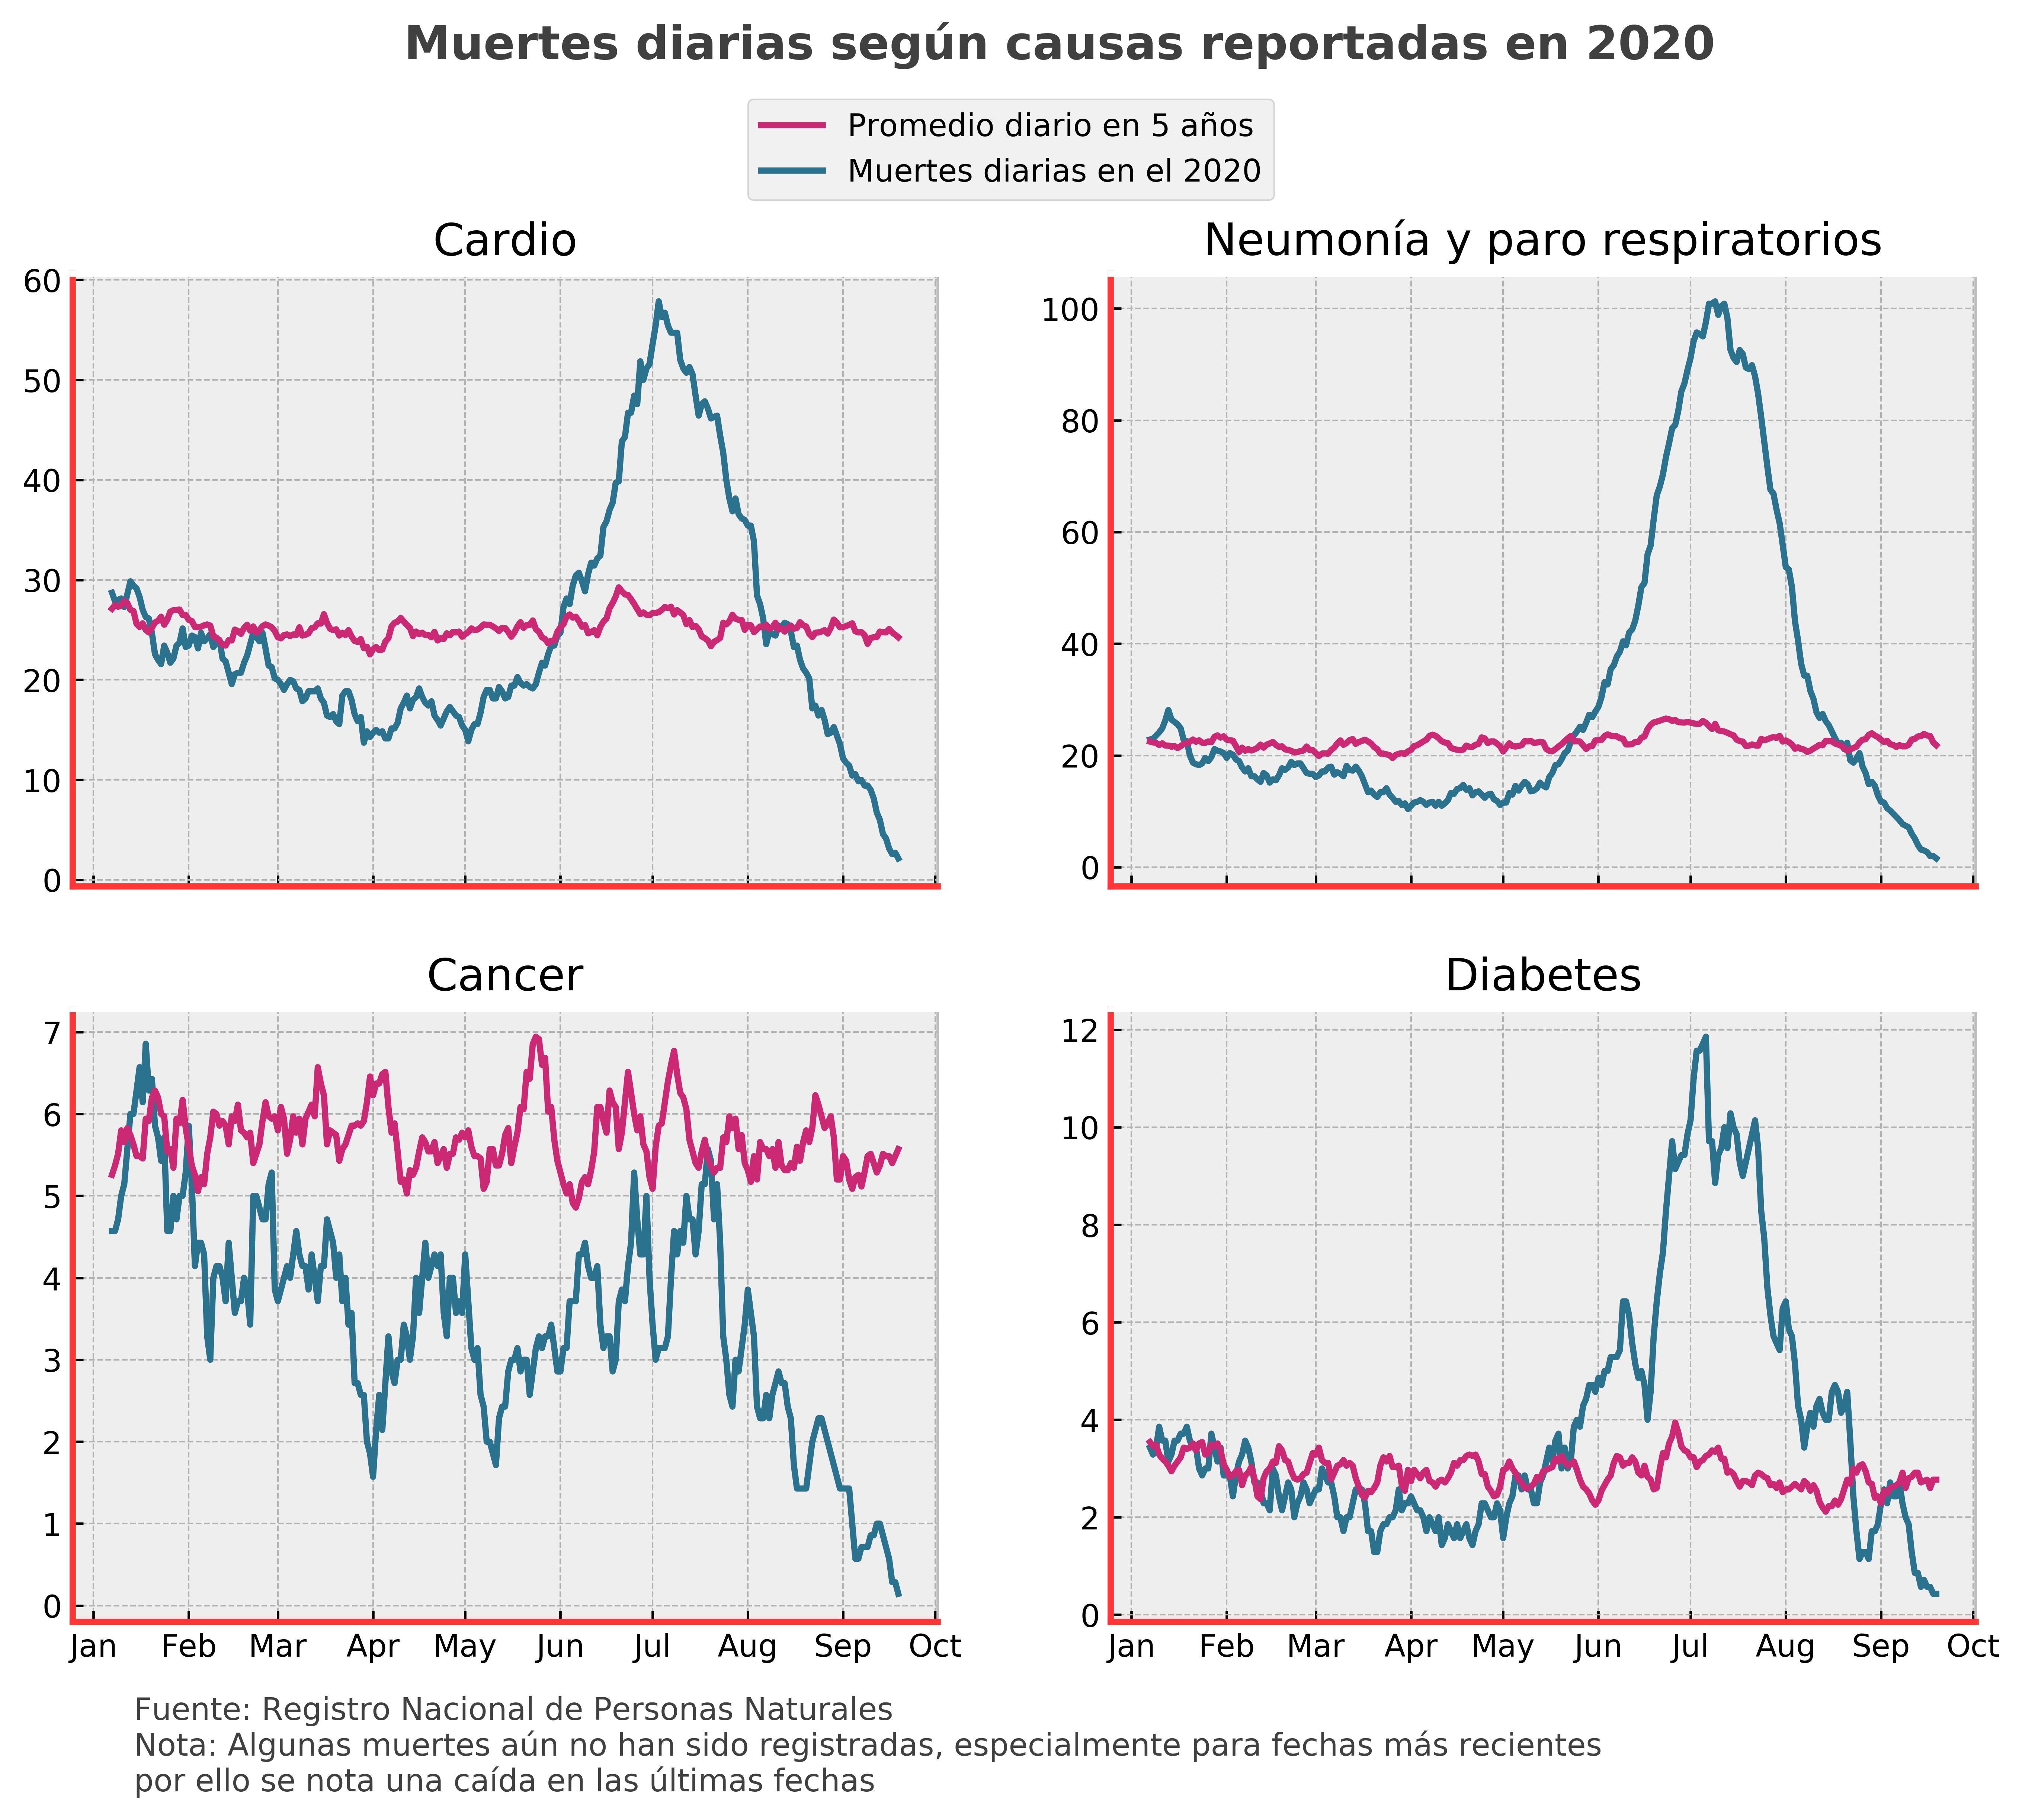 Muertes diarias según causas reportadas en 2020
Promedio diario en 5 años
Muertes diarias en el 2020
Cardio
60
50
40
30
20
10
0
Neumonía y paro respiratorios
100
80
60
40
20
0
Cancer
7
6
5
4
3
2
1
0
Jan Feb Mar Apr May Jun Jul Aug Sep Oct
Diabetes
12
10
8
6
4
2
0
Jan Feb Mar Apr May Jun Jul Aug Sep Oct
Fuente: Registro Nacional de Personas Naturales
Nota: Algunas muertes aún no han sido registradas, especialmente para fechas más recientes
por ello se nota una caída en las últimas fechas